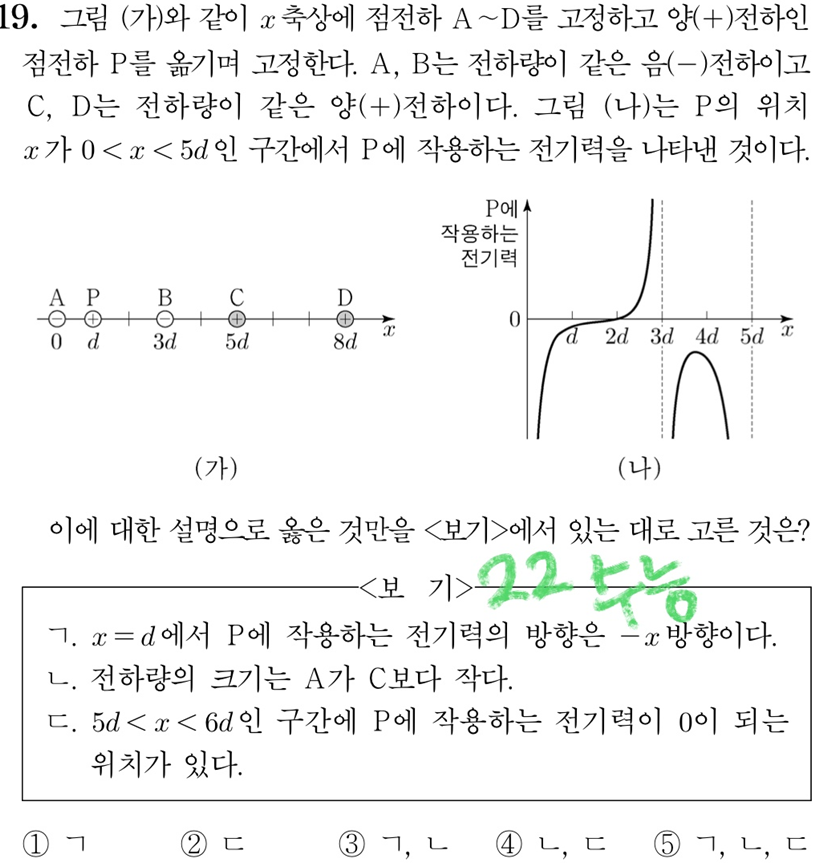 19. 그림 (가)와 같이 x축상에 점전하 A~D를 고정하고 양(+)전하인
점전하 P를 옮기며 고정한다. A, B는 전하량이 같은 음(-)전하이고
C, D는 전하량이 같은 양(+)전하이다. 그림 (나)는 P의 위치
x가 0<x<5d인 구간에서 P에 작용하는 전기력을 나타낸 것이다.
A P B C D
0 d 3d 5d 8d x
(가)
P에
작용하는
전기력
0 d 2d 3d 4d 5d x
(나)
이에 대한 설명으로 옳은 것만을 <보기>에서 있는 대로 고른 것은?
<보 기>
22 수능
ㄱ. x=d에서 P에 작용하는 전기력의 방향은 -x방향이다.
ㄴ. 전하량의 크기는 A가 C보다 작다.
ㄷ. 5d<x<6d인 구간에 P에 작용하는 전기력이 0이 되는
위치가 있다.
① ㄱ ② ㄷ ③ ㄱ, ㄴ ④ ㄴ, ㄷ ⑤ ㄱ, ㄴ, ㄷ